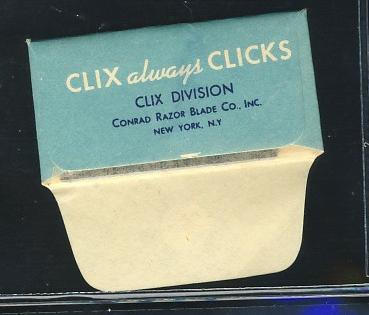 CLIX always CLICKS
CLIX DIVISION
CONRAD RAZOR BLADE CO., INC.
NEW YORK, N.Y